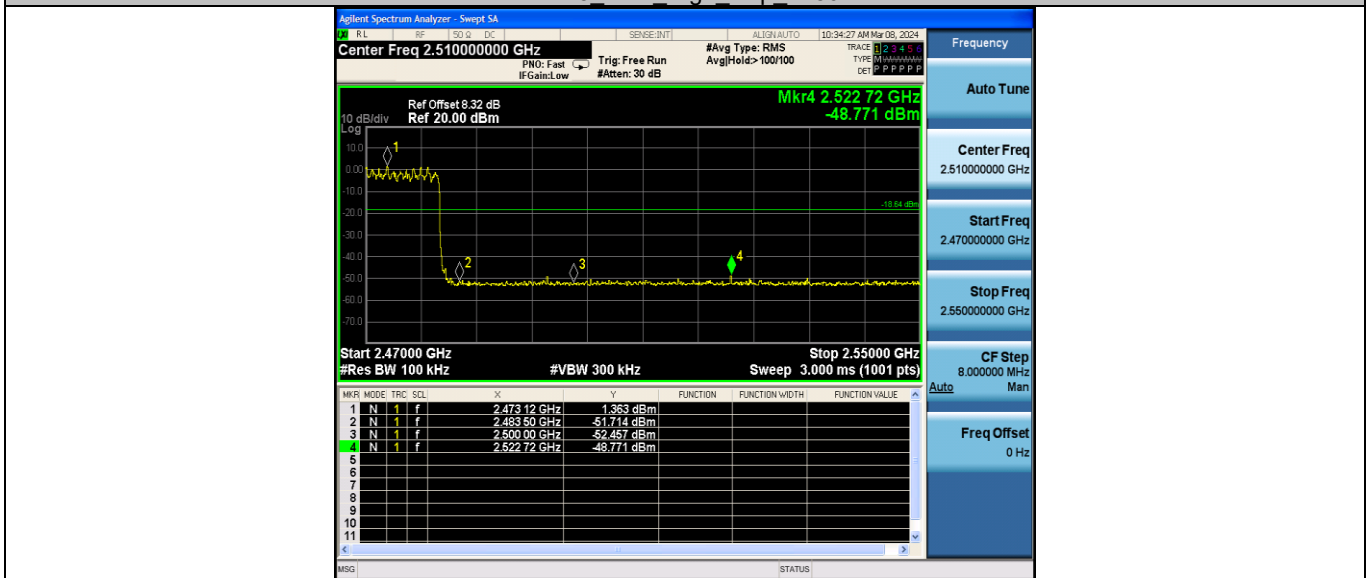 Agilent Spectrum Analyzer - Swept SA
RL RF 50 Ω DC SENSE:INT ALIGNAUTO 10:34:27 AM Mar 08, 2024
Center Freq 2.510000000 GHz
PNO: Fast
IFGain:Low
Trig: Free Run
#Atten: 30 dB
#Avg Type: RMS
Avg|Hold:>100/100
TRACE 1 2 3 4 5 6
TYPE M
DET P P P P P P
Frequency
Auto Tune
Center Freq
2.510000000 GHz
Start Freq
2.470000000 GHz
Stop Freq
2.550000000 GHz
CF Step
8.000000 MHz
Auto Man
Freq Offset
0 Hz
Mkr4 2.522 72 GHz
-48.771 dBm
Ref Offset 8.32 dB
10 dB/div Ref 20.00 dBm
Log
10.0
0.00
-10.0
-20.0
-30.0
-40.0
-50.0
-60.0
-70.0
1
2
3
4
-18.64 dBm
Start 2.47000 GHz Stop 2.55000 GHz
#Res BW 100 kHz #VBW 300 kHz Sweep 3.000 ms (1001 pts)
MKR MODE TRC SCL X Y FUNCTION FUNCTION WIDTH FUNCTION VALUE
1 N 1 f 2.473 12 GHz 1.363 dBm
2 N 1 f 2.483 50 GHz -51.714 dBm
3 N 1 f 2.500 00 GHz -52.457 dBm
4 N 1 f 2.522 72 GHz -48.771 dBm
5
6
7
8
9
10
11
MSG STATUS